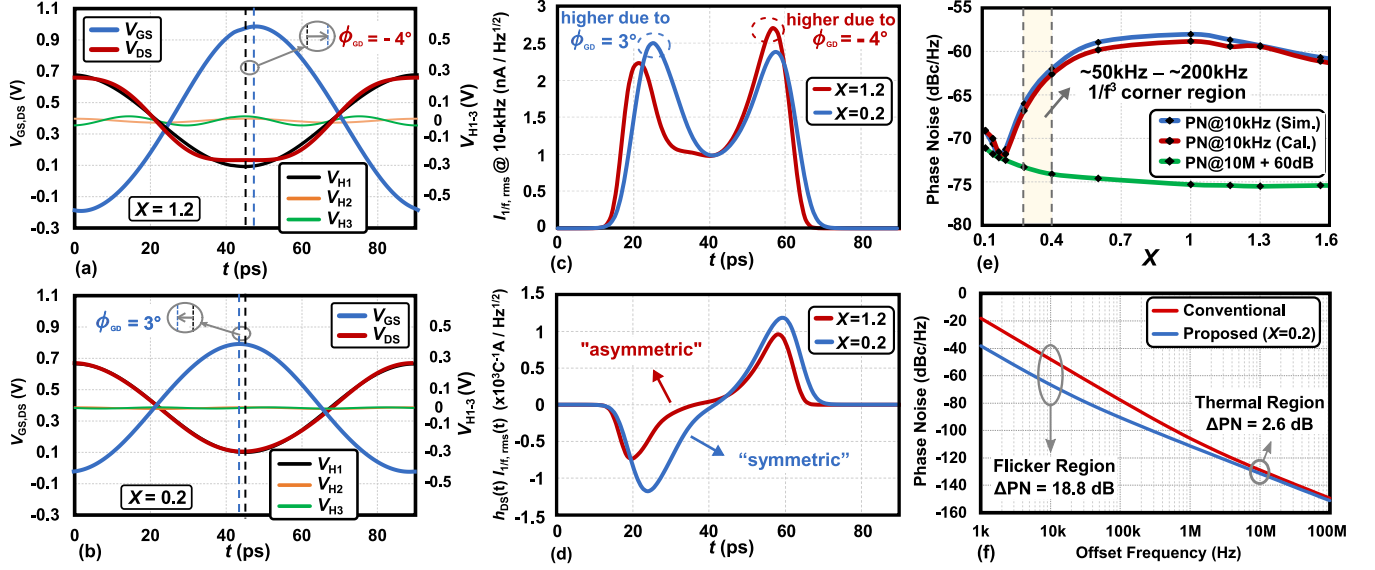 1.1
0.9
0.7
0.5
0.3
0.1
-0.1
-0.3
V_GS,DS (V)
V_GS
V_DS
ϕ_GD = - 4°
0.5
0.3
0
-0.3
-0.5
V_H1-3 (V)
X = 1.2
V_H1
V_H2
V_H3
0 20 40 60 80
(a) t (ps)
1.1
0.9
0.7
0.5
0.3
0.1
-0.1
-0.3
V_GS,DS (V)
ϕ_GD = 3°
V_GS
V_DS
0.5
0.3
0
-0.3
-0.5
V_H1-3 (V)
X = 0.2
V_H1
V_H2
V_H3
0 20 40 60 80
(b) t (ps)
3
2.5
2
1.5
1
0.5
0
I_1/f, rms @ 10-kHz (nA / Hz^1/2)
higher due to
ϕ_GD = 3°
higher due to
ϕ_GD = - 4°
X=1.2
X=0.2
0 20 40 60 80
(c) t (ps)
1.5
1
0.5
0
-0.5
-1
-1.5
h_DS(t) I_1/f, rms(t) (x10³C⁻¹A / Hz^1/2)
X=1.2
X=0.2
"asymmetric"
“symmetric”
0 20 40 60 80
(d) t (ps)
-55
-60
-65
-70
-75
-80
Phase Noise (dBc/Hz)
~50kHz – ~200kHz
1/f³ corner region
PN@10kHz (Sim.)
PN@10kHz (Cal.)
PN@10M + 60dB
0.1 0.4 0.7 1 1.3 1.6
(e) X
0
-20
-40
-60
-80
-100
-120
-140
-160
Phase Noise (dBc/Hz)
Conventional
Proposed (X=0.2)
Thermal Region
ΔPN = 2.6 dB
Flicker Region
ΔPN = 18.8 dB
1k 10k 100k 1M 10M 100M
(f) Offset Frequency (Hz)